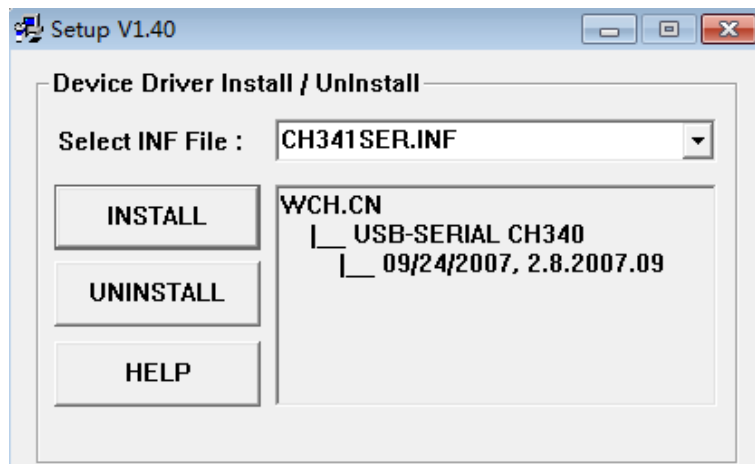 Setup V1.40
Device Driver Install / UnInstall
Select INF File :
CH341SER.INF
INSTALL
UNINSTALL
HELP
WCH.CN
|__ USB-SERIAL CH340
|__ 09/24/2007, 2.8.2007.09